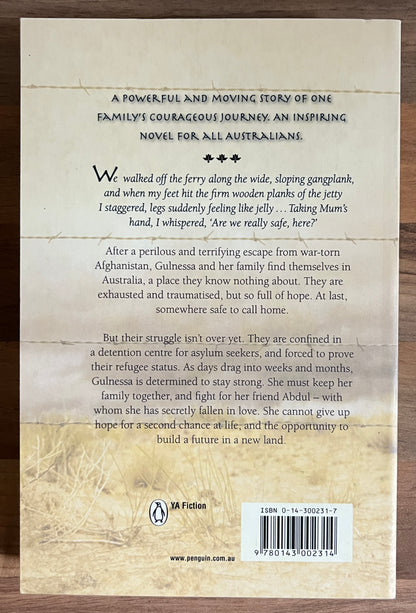 A POWERFUL AND MOVING STORY OF ONE
FAMILY'S COURAGEOUS JOURNEY. AN INSPIRING
NOVEL FOR ALL AUSTRALIANS.
We walked off the ferry along the wide, sloping gangplank,
and when my feet hit the firm wooden planks of the jetty
I staggered, legs suddenly feeling like jelly ... Taking Mum's
hand, I whispered, 'Are we really safe, here?'
After a perilous and terrifying escape from war-torn
Afghanistan, Gulnessa and her family find themselves in
Australia, a place they know nothing about. They are
exhausted and traumatised, but so full of hope. At last,
somewhere safe to call home.
But their struggle isn't over yet. They are confined in
a detention centre for asylum seekers, and forced to prove
their refugee status. As days drag into weeks and months,
Gulnessa is determined to stay strong. She must keep her
family together, and fight for her friend Abdul – with
whom she has secretly fallen in love. She cannot give up
hope for a second chance at life, and the opportunity to
build a future in a new land.
YA Fiction
www.penguin.com.au
ISBN 0-14-300231-7
9 780143 002314